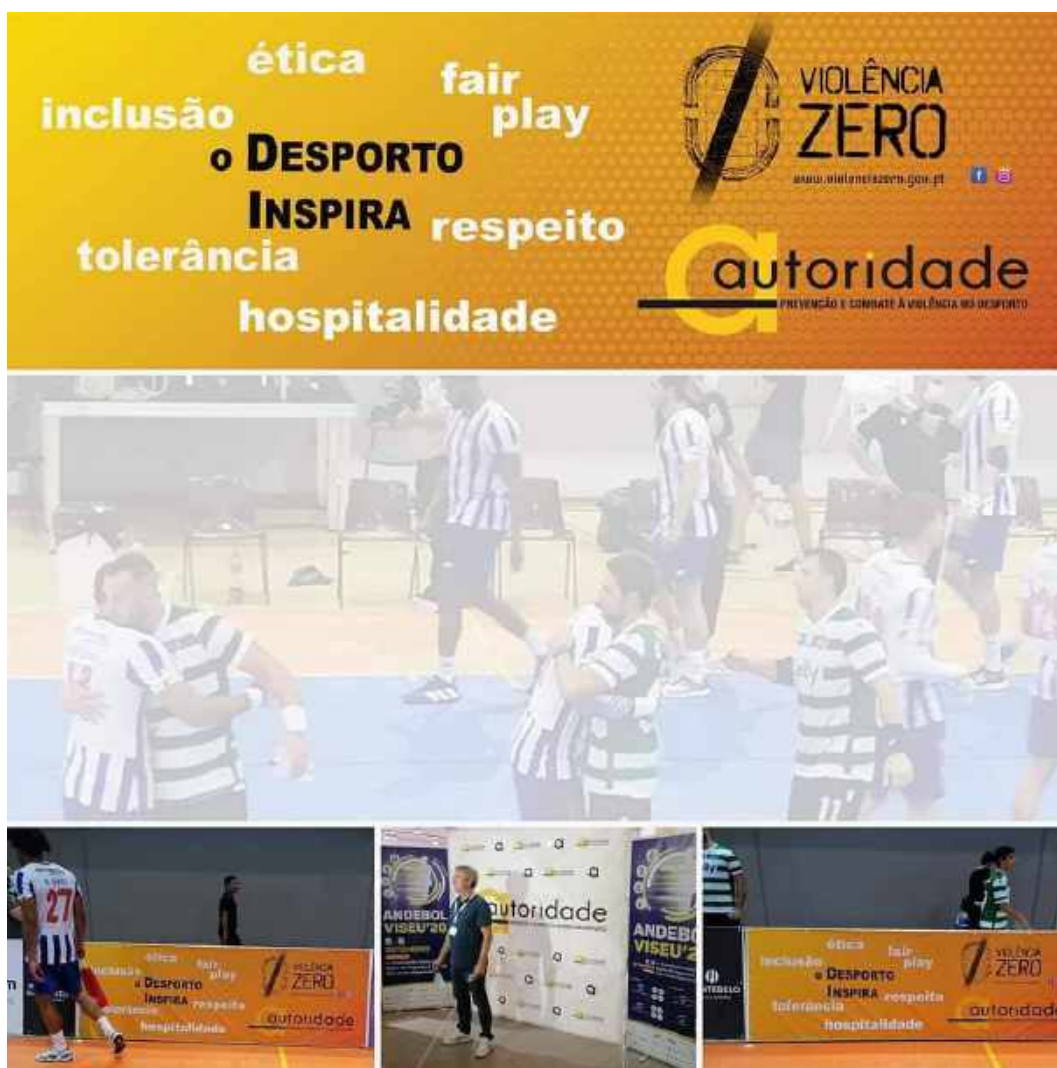 ética
fair
play
inclusão
o DESPORTO
INSPIRA
respeito
tolerância
hospitalidade
VIOLÊNCIA
ZERO
www.violenciazero.gov.pt
autoridade
PREVENÇÃO E COMBATE À VIOLÊNCIA NO DESPORTO
27
inclusão
ética
fair
play
o DESPORTO
INSPIRA
respeito
hospitalidade
VIOLÊNCIA
ZERO
autoridade
ANDEBOL
VISEU'20
autoridade
ANDEBOL
VISEU'20
11
inclusão
ética
fair
play
o DESPORTO
INSPIRA
respeito
tolerância
hospitalidade
VIOLÊNCIA
ZERO
autoridade